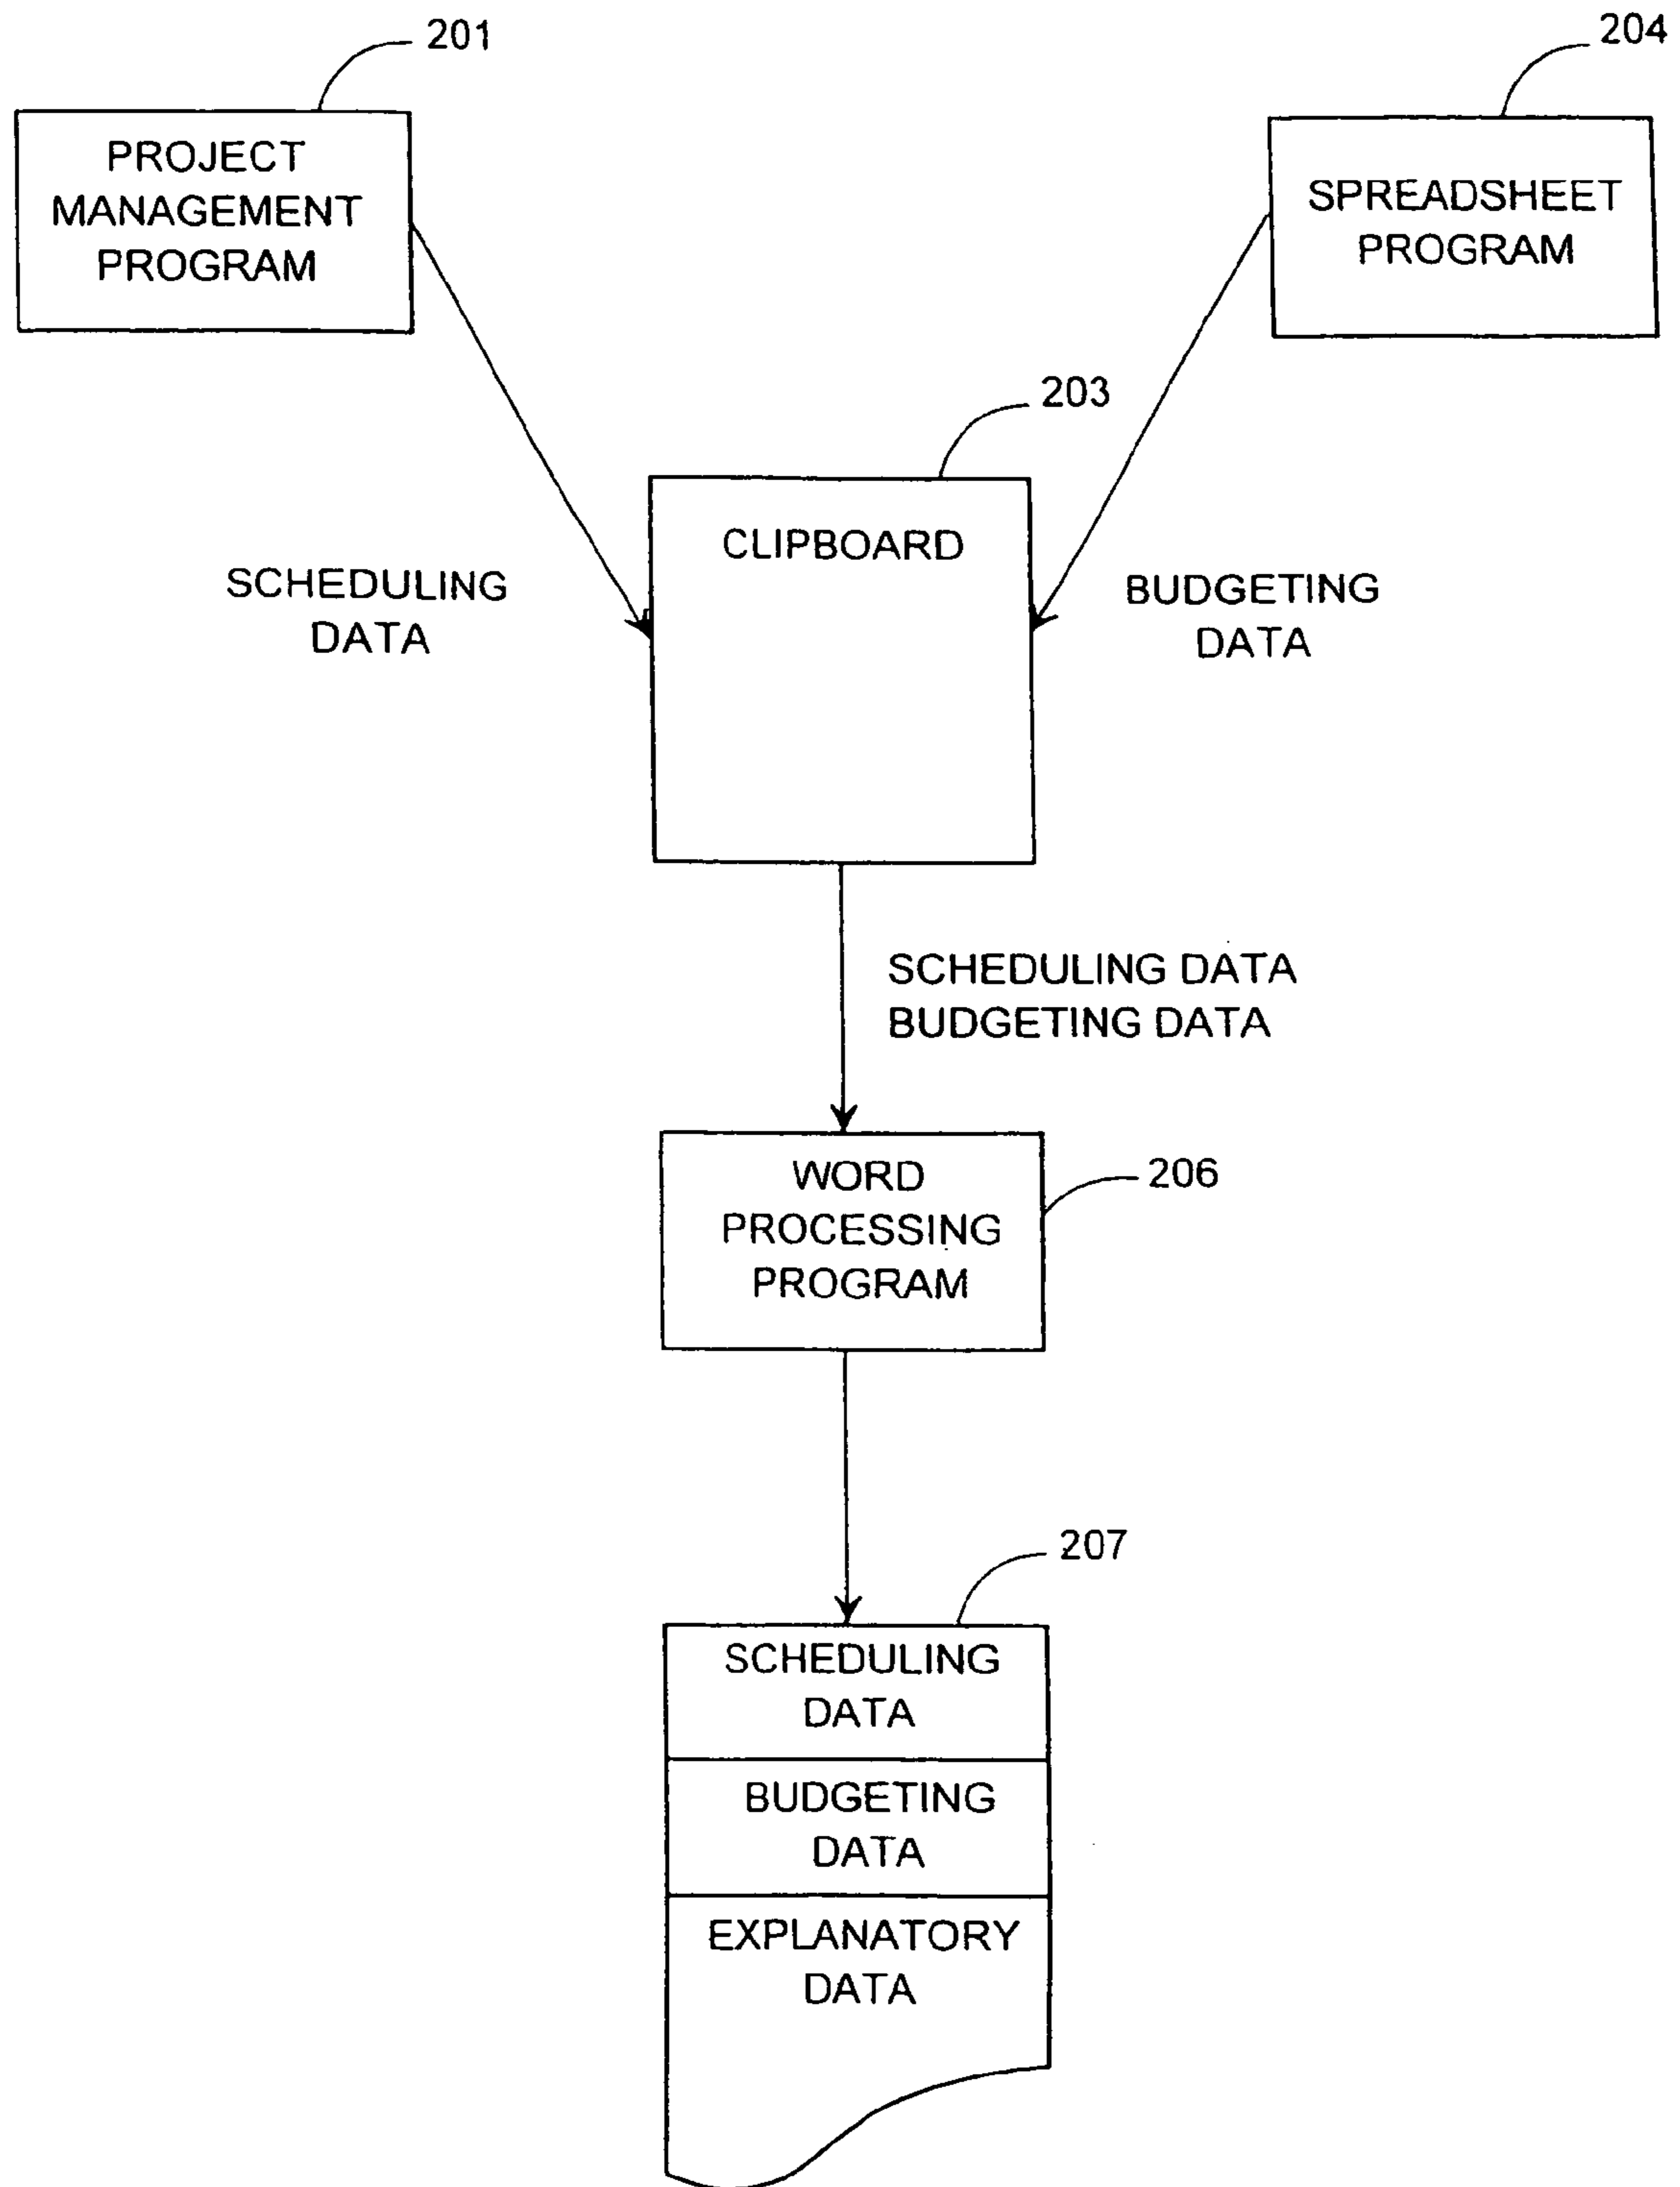 201
204
PROJECT
MANAGEMENT
PROGRAM
SPREADSHEET
PROGRAM
203
CLIPBOARD
SCHEDULING
DATA
BUDGETING
DATA
SCHEDULING DATA
BUDGETING DATA
WORD
PROCESSING
PROGRAM
206
207
SCHEDULING
DATA
BUDGETING
DATA
EXPLANATORY
DATA